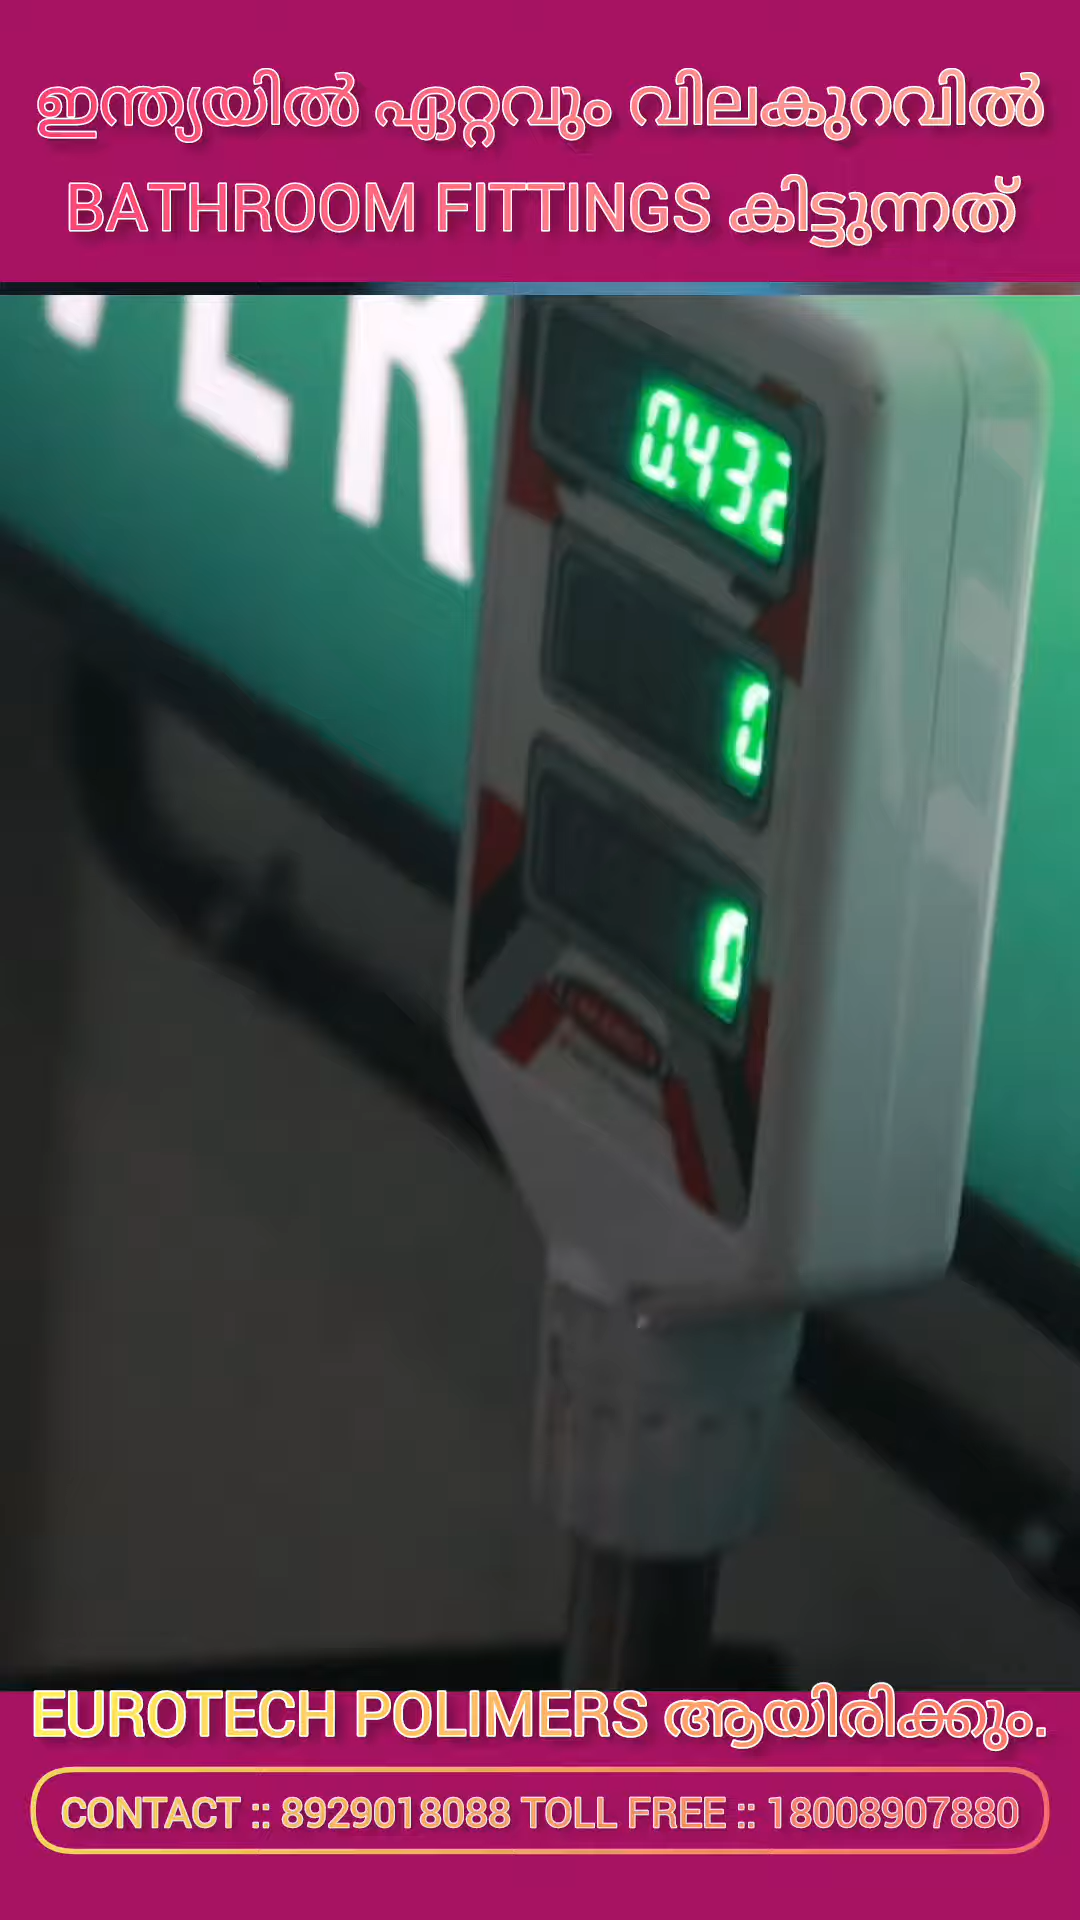 ഇന്ത്യയിൽ ഏറ്റവും വിലകുറവിൽ
BATHROOM FITTINGS കിട്ടുന്നത്
ER
0.432
0
0
EUROTECH POLIMERS ആയിരിക്കും.
CONTACT :: 8929018088 TOLL FREE :: 18008907880